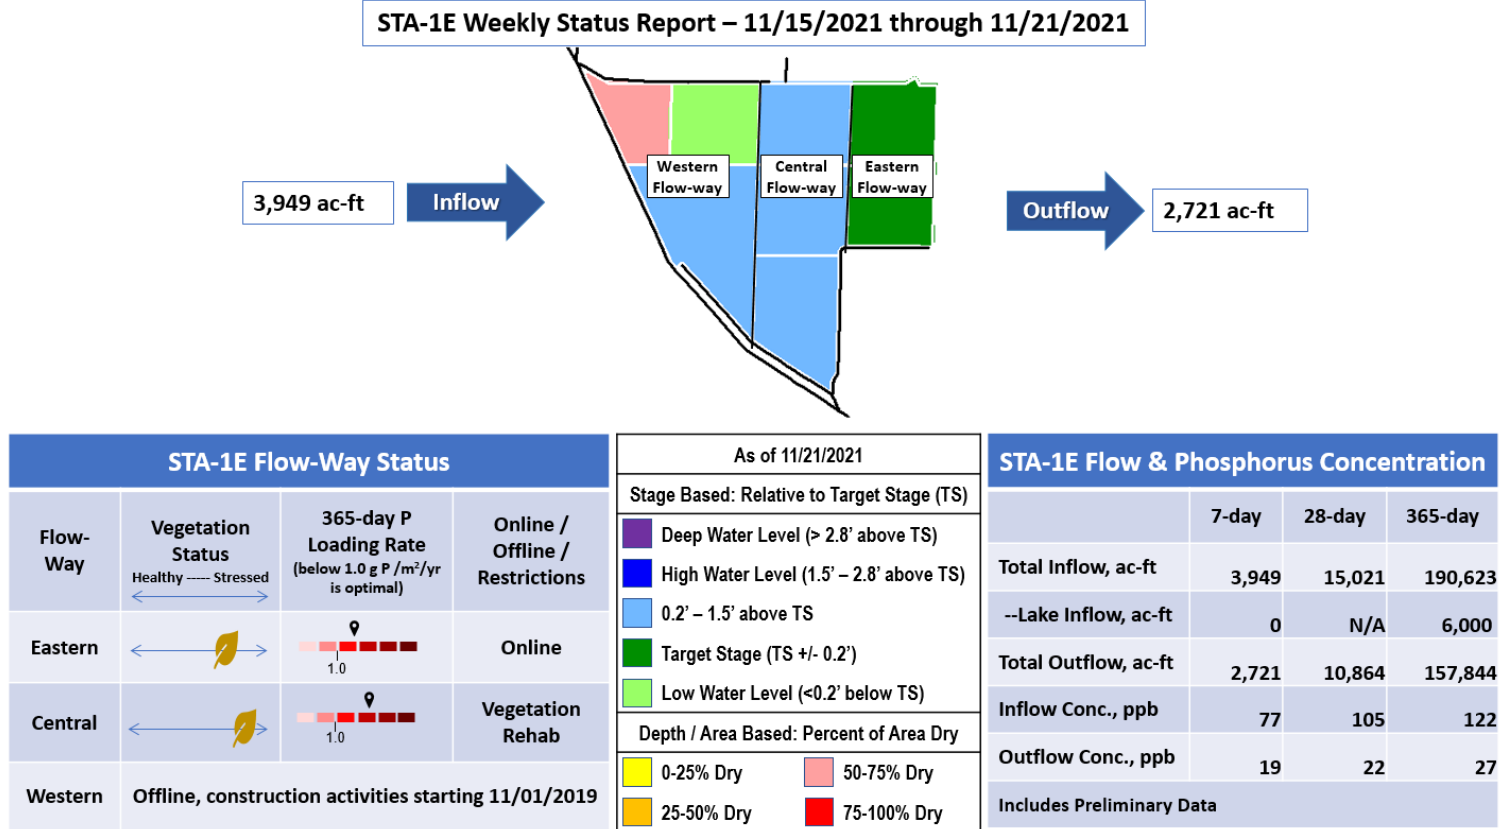 STA-1E Weekly Status Report – 11/15/2021 through 11/21/2021
3,949 ac-ft
Inflow
Western
Flow-way
Central
Flow-way
Eastern
Flow-way
Outflow
2,721 ac-ft
STA-1E Flow-Way Status
Flow-
Way
Vegetation
Status
Healthy ----- Stressed
365-day P
Loading Rate
(below 1.0 g P /m²/yr
is optimal)
Online /
Offline /
Restrictions
Eastern
1.0
Online
Central
1.0
Vegetation
Rehab
Western
Offline, construction activities starting 11/01/2019
As of 11/21/2021
Stage Based: Relative to Target Stage (TS)
Deep Water Level (> 2.8’ above TS)
High Water Level (1.5’ – 2.8’ above TS)
0.2’ – 1.5’ above TS
Target Stage (TS +/- 0.2’)
Low Water Level (<0.2’ below TS)
Depth / Area Based: Percent of Area Dry
0-25% Dry
50-75% Dry
25-50% Dry
75-100% Dry
STA-1E Flow & Phosphorus Concentration
7-day 28-day 365-day
Total Inflow, ac-ft 3,949 15,021 190,623
--Lake Inflow, ac-ft 0 N/A 6,000
Total Outflow, ac-ft 2,721 10,864 157,844
Inflow Conc., ppb 77 105 122
Outflow Conc., ppb 19 22 27
Includes Preliminary Data